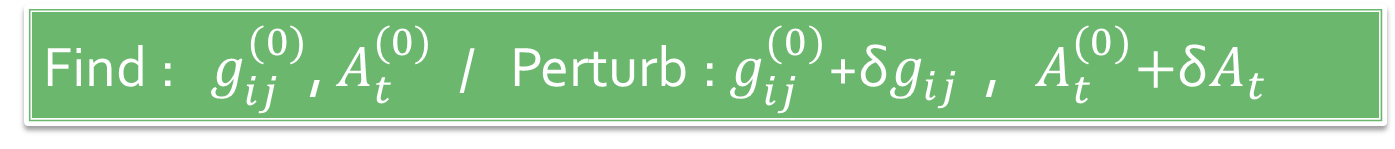 Find : g_{ij}^{(0)}, A_t^{(0)} / Perturb : g_{ij}^{(0)}+δg_{ij} , A_t^{(0)}+δA_t